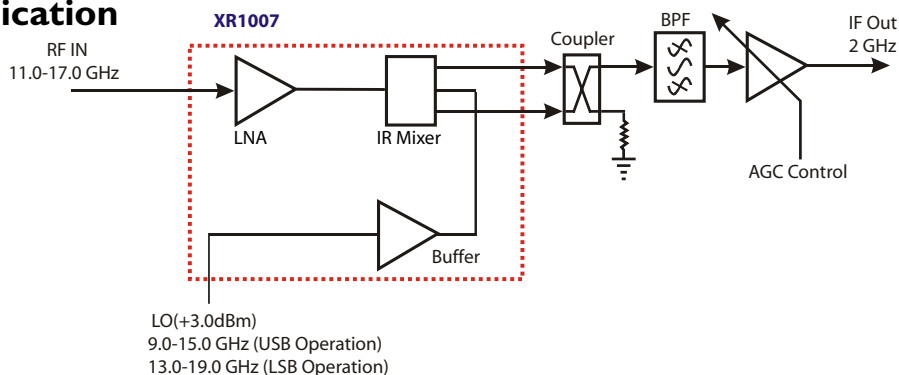 ication
XR1007
RF IN
11.0-17.0 GHz
LNA
IR Mixer
Buffer
Coupler
BPF
IF Out
2 GHz
AGC Control
LO(+3.0dBm)
9.0-15.0 GHz (USB Operation)
13.0-19.0 GHz (LSB Operation)